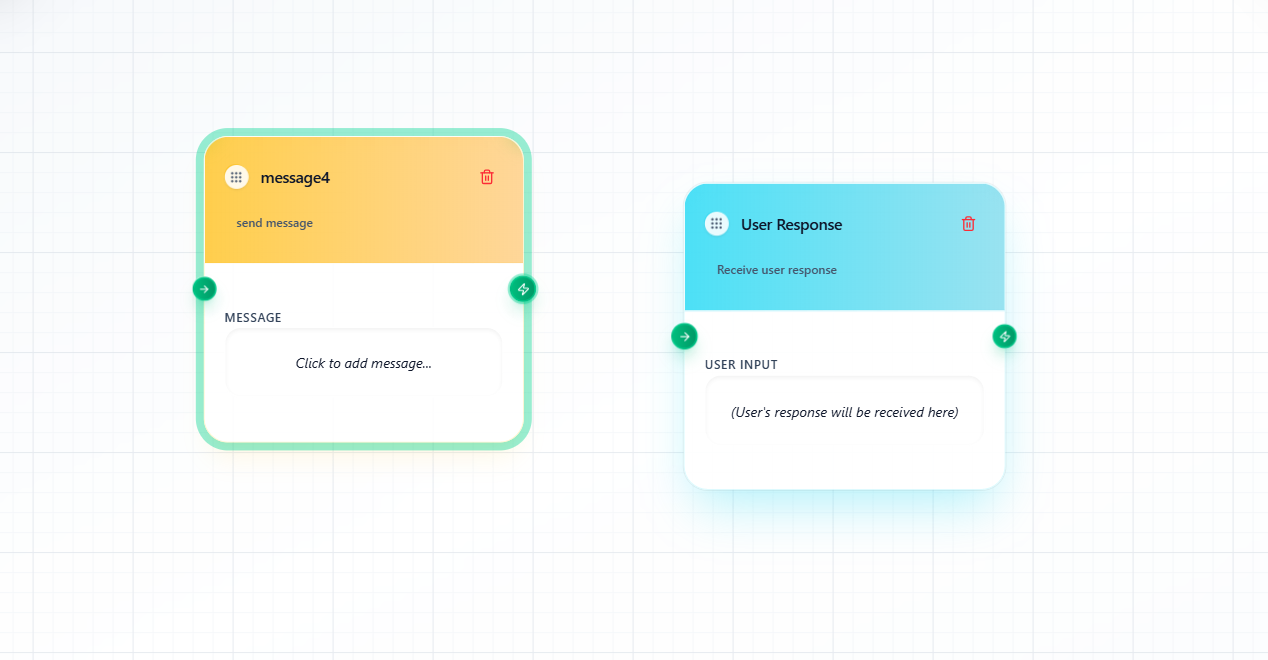 message4
send message
MESSAGE
Click to add message...
User Response
Receive user response
USER INPUT
(User's response will be received here)